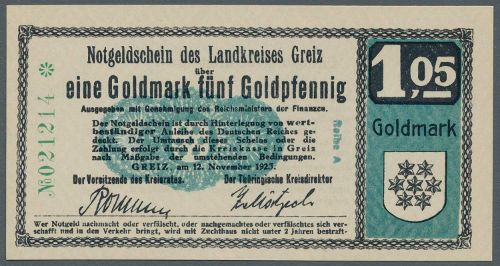 Notgeldschein des Landkreises Greiz
über
eine Goldmark fünf Goldpfennig
Ausgegeben mit Genehmigung des Reichsministers der Finanzen.
Der Notgeldschein ist durch Hinterlegung von wert-
beständiger Anleihe des Deutschen Reiches ge-
deckt. Der Umtausch dieses Scheins oder die
Zahlung erfolgt durch die Kreiskasse in Greiz
nach Maßgabe der umstehenden Bedingungen.
GREIZ, am 12. November 1923.
Der Vorsitzende des Kreisrates.
Der Thüringische Kreisdirektor
Wer Notgeld nachmacht oder verfälscht, oder nachgemachtes oder verfälschtes sich ver-
schafft und in den Verkehr bringt, wird mit Zuchthaus nicht unter 2 Jahren bestraft.
№ 021214 *
Reihe A
1,05
Goldmark